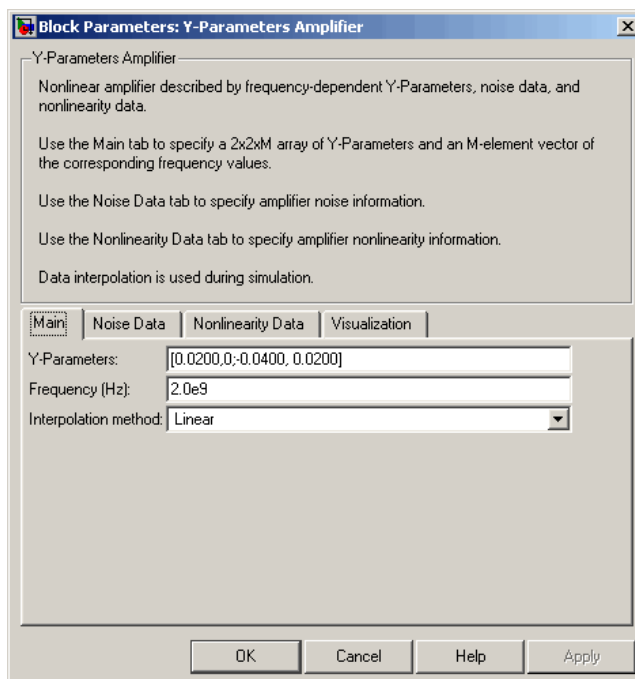 Block Parameters: Y-Parameters Amplifier
Y-Parameters Amplifier
Nonlinear amplifier described by frequency-dependent Y-Parameters, noise data, and
nonlinearity data.
Use the Main tab to specify a 2x2xM array of Y-Parameters and an M-element vector of
the corresponding frequency values.
Use the Noise Data tab to specify amplifier noise information.
Use the Nonlinearity Data tab to specify amplifier nonlinearity information.
Data interpolation is used during simulation.
Main Noise Data Nonlinearity Data Visualization
Y-Parameters: [0.0200,0;-0.0400, 0.0200]
Frequency (Hz): 2.0e9
Interpolation method: Linear
OK Cancel Help Apply